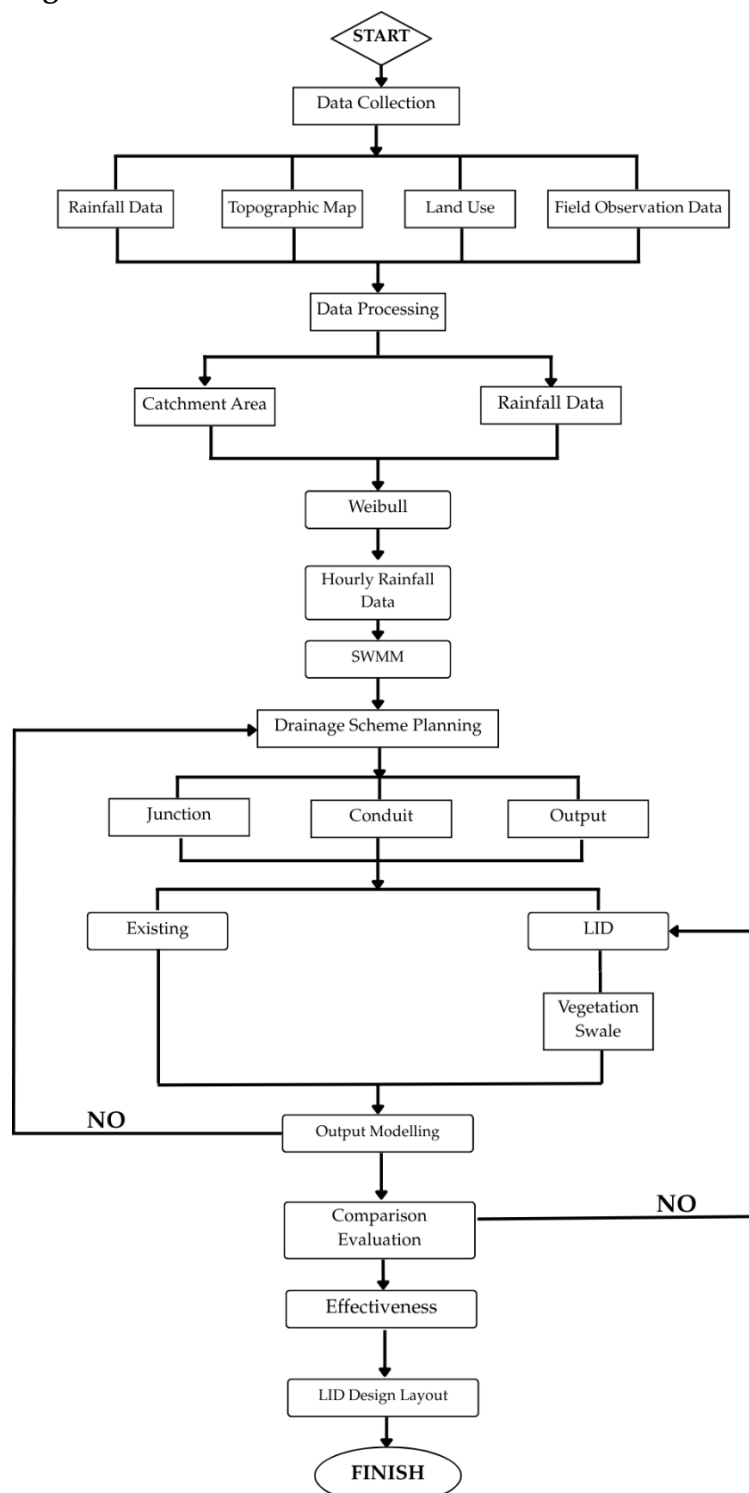 START
Data Collection
Rainfall Data
Topographic Map
Land Use
Field Observation Data
Data Processing
Catchment Area
Rainfall Data
Weibull
Hourly Rainfall
Data
SWMM
Drainage Scheme Planning
Junction
Conduit
Output
Existing
LID
Vegetation
Swale
NO
Output Modelling
Comparison
Evaluation
NO
Effectiveness
LID Design Layout
FINISH